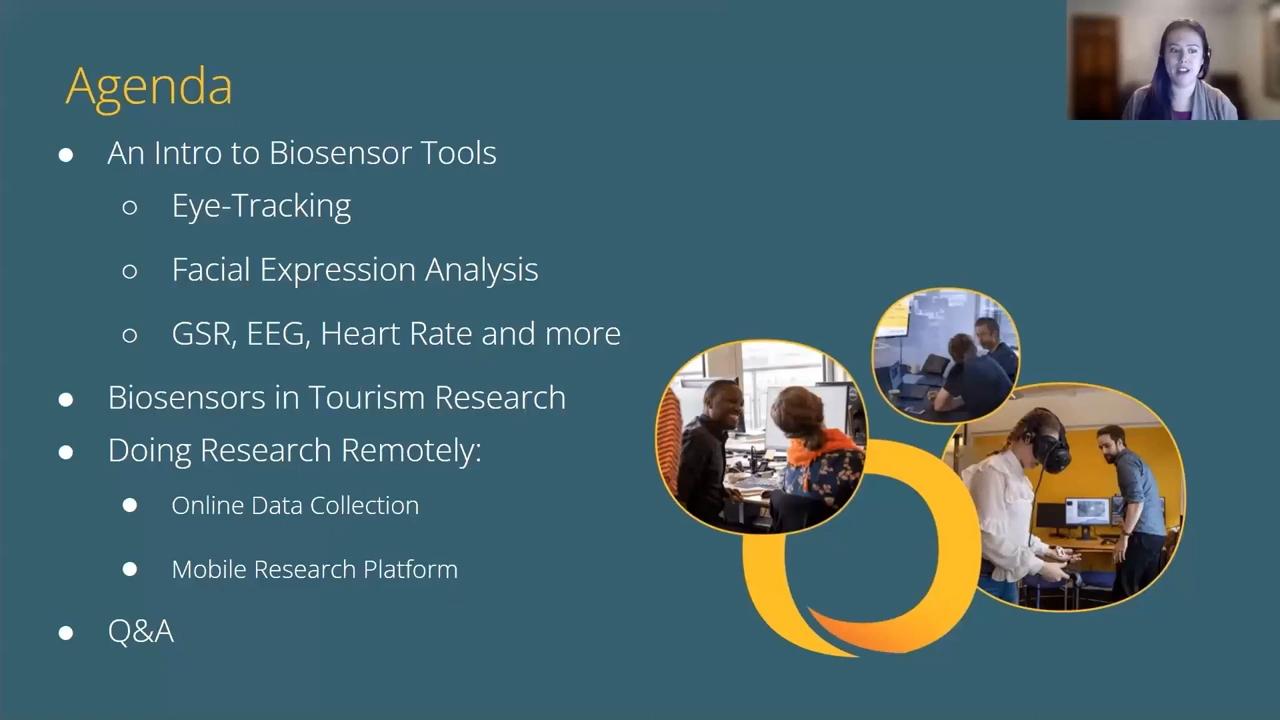 Agenda
● An Intro to Biosensor Tools
○ Eye-Tracking
○ Facial Expression Analysis
○ GSR, EEG, Heart Rate and more
● Biosensors in Tourism Research
● Doing Research Remotely:
● Online Data Collection
● Mobile Research Platform
● Q&A